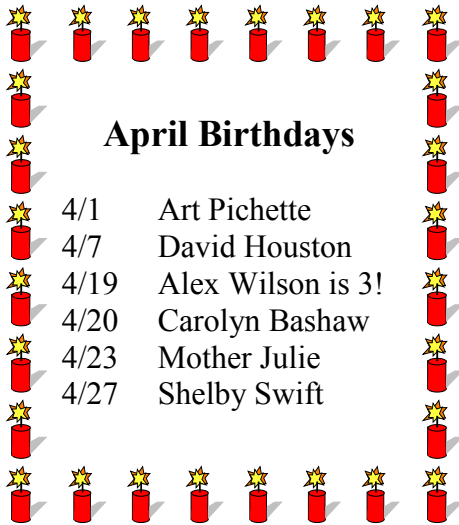 April Birthdays
4/1 Art Pichette
4/7 David Houston
4/19 Alex Wilson is 3!
4/20 Carolyn Bashaw
4/23 Mother Julie
4/27 Shelby Swift